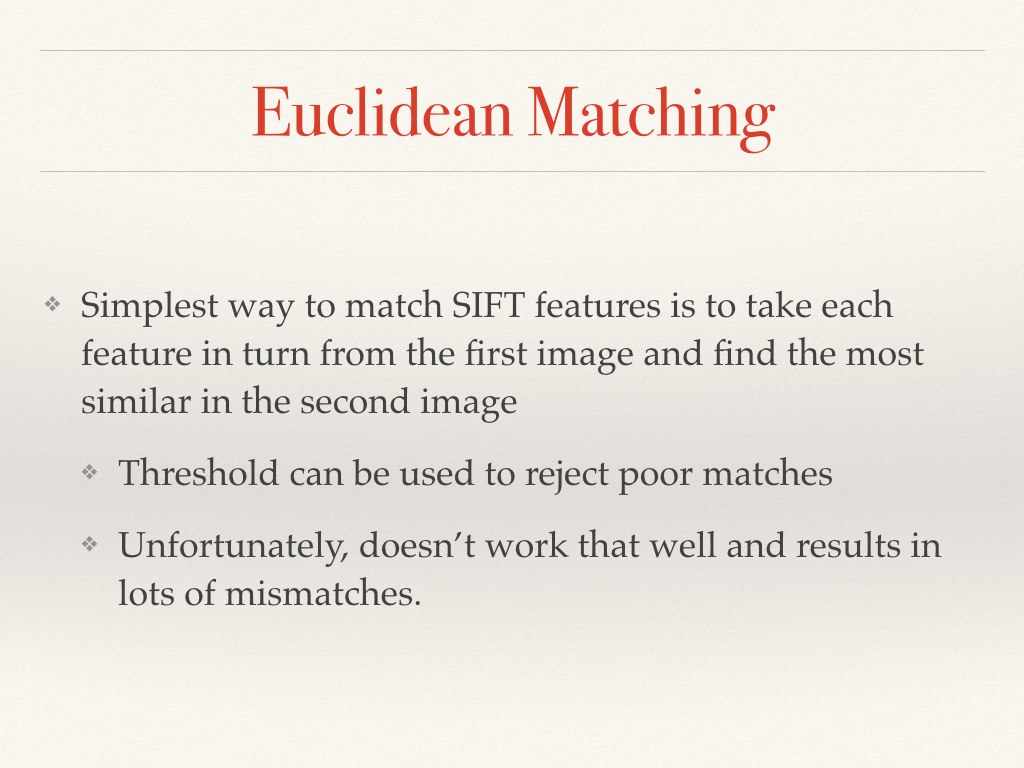 Euclidean Matching
❖ Simplest way to match SIFT features is to take each
feature in turn from the first image and find the most
similar in the second image
❖ Threshold can be used to reject poor matches
❖ Unfortunately, doesn’t work that well and results in
lots of mismatches.